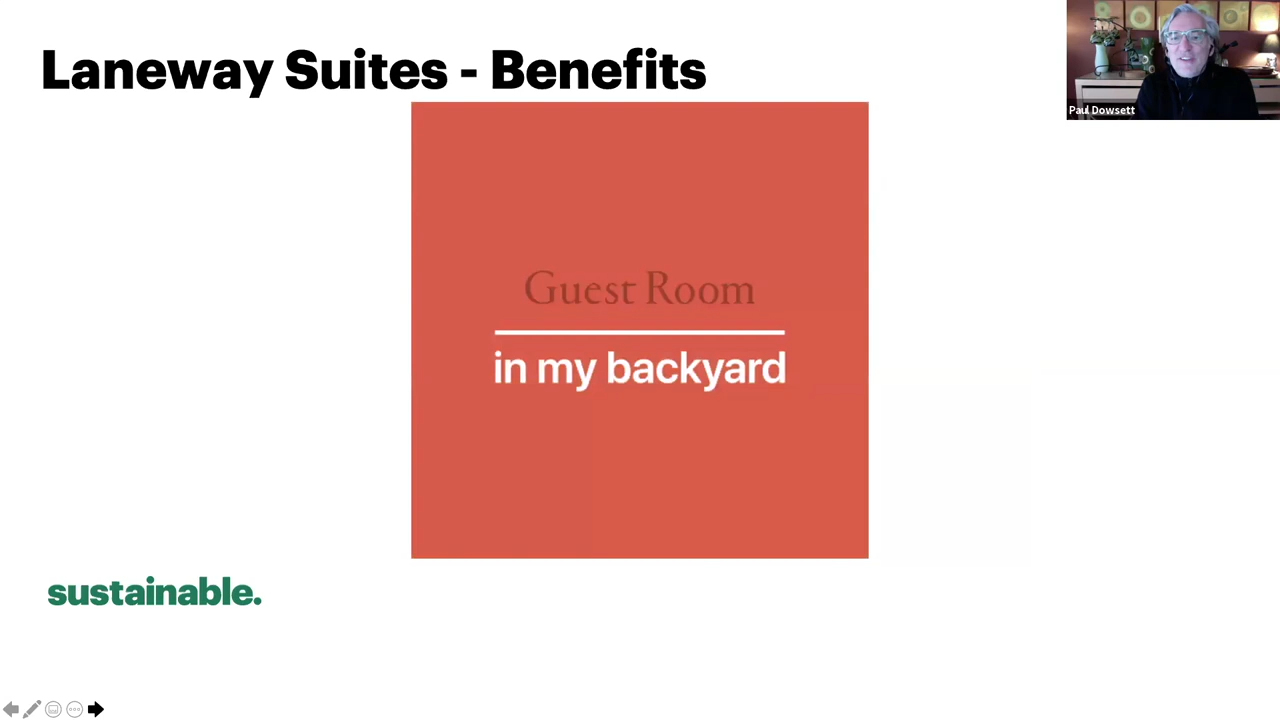 Laneway Suites - Benefits
Paul Dowsett
Guest Room
in my backyard
sustainable.